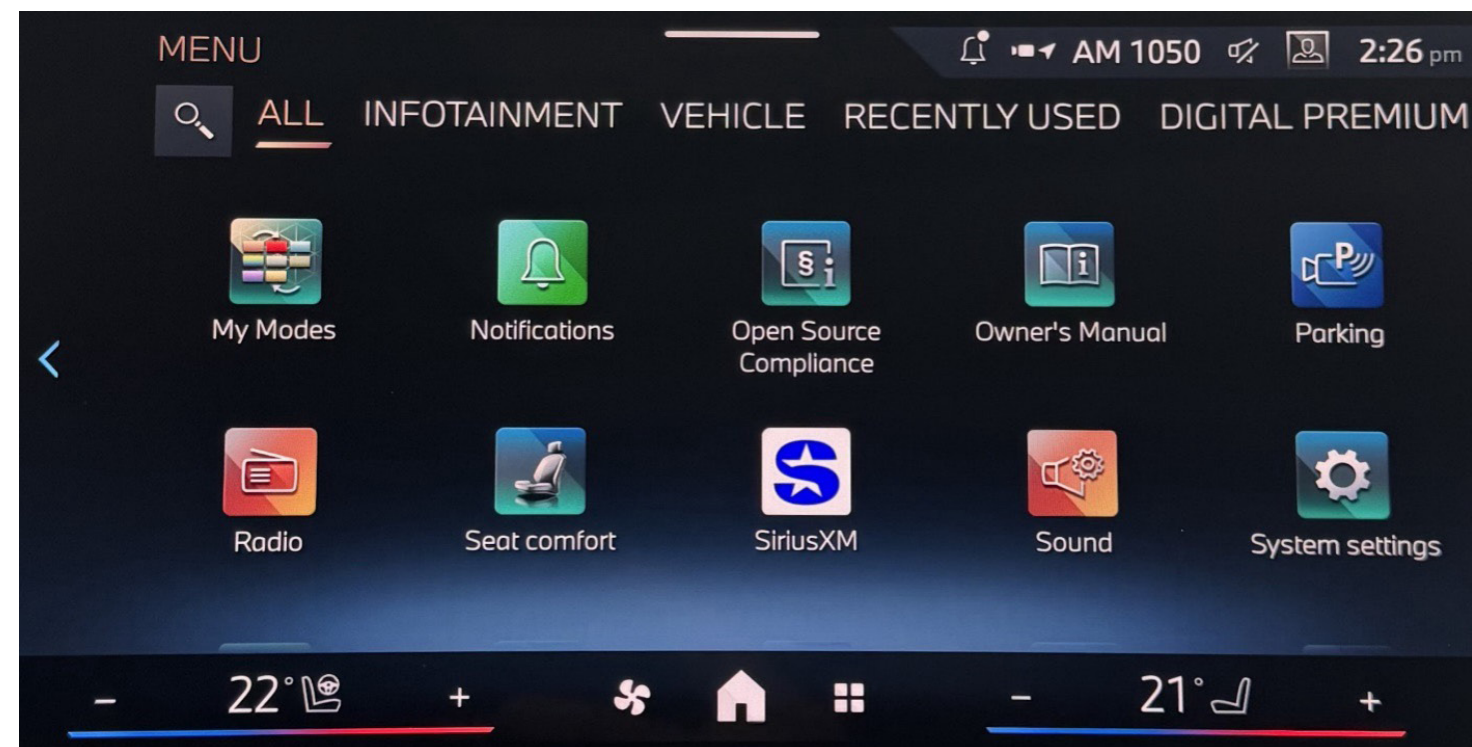 MENU
AM 1050 2:26 pm
ALL INFOTAINMENT VEHICLE RECENTLY USED DIGITAL PREMIUM
§ i i P
My Modes Notifications Open Source Compliance Owner's Manual Parking
S
Radio Seat comfort SiriusXM Sound System settings
- 22° + - 21° +